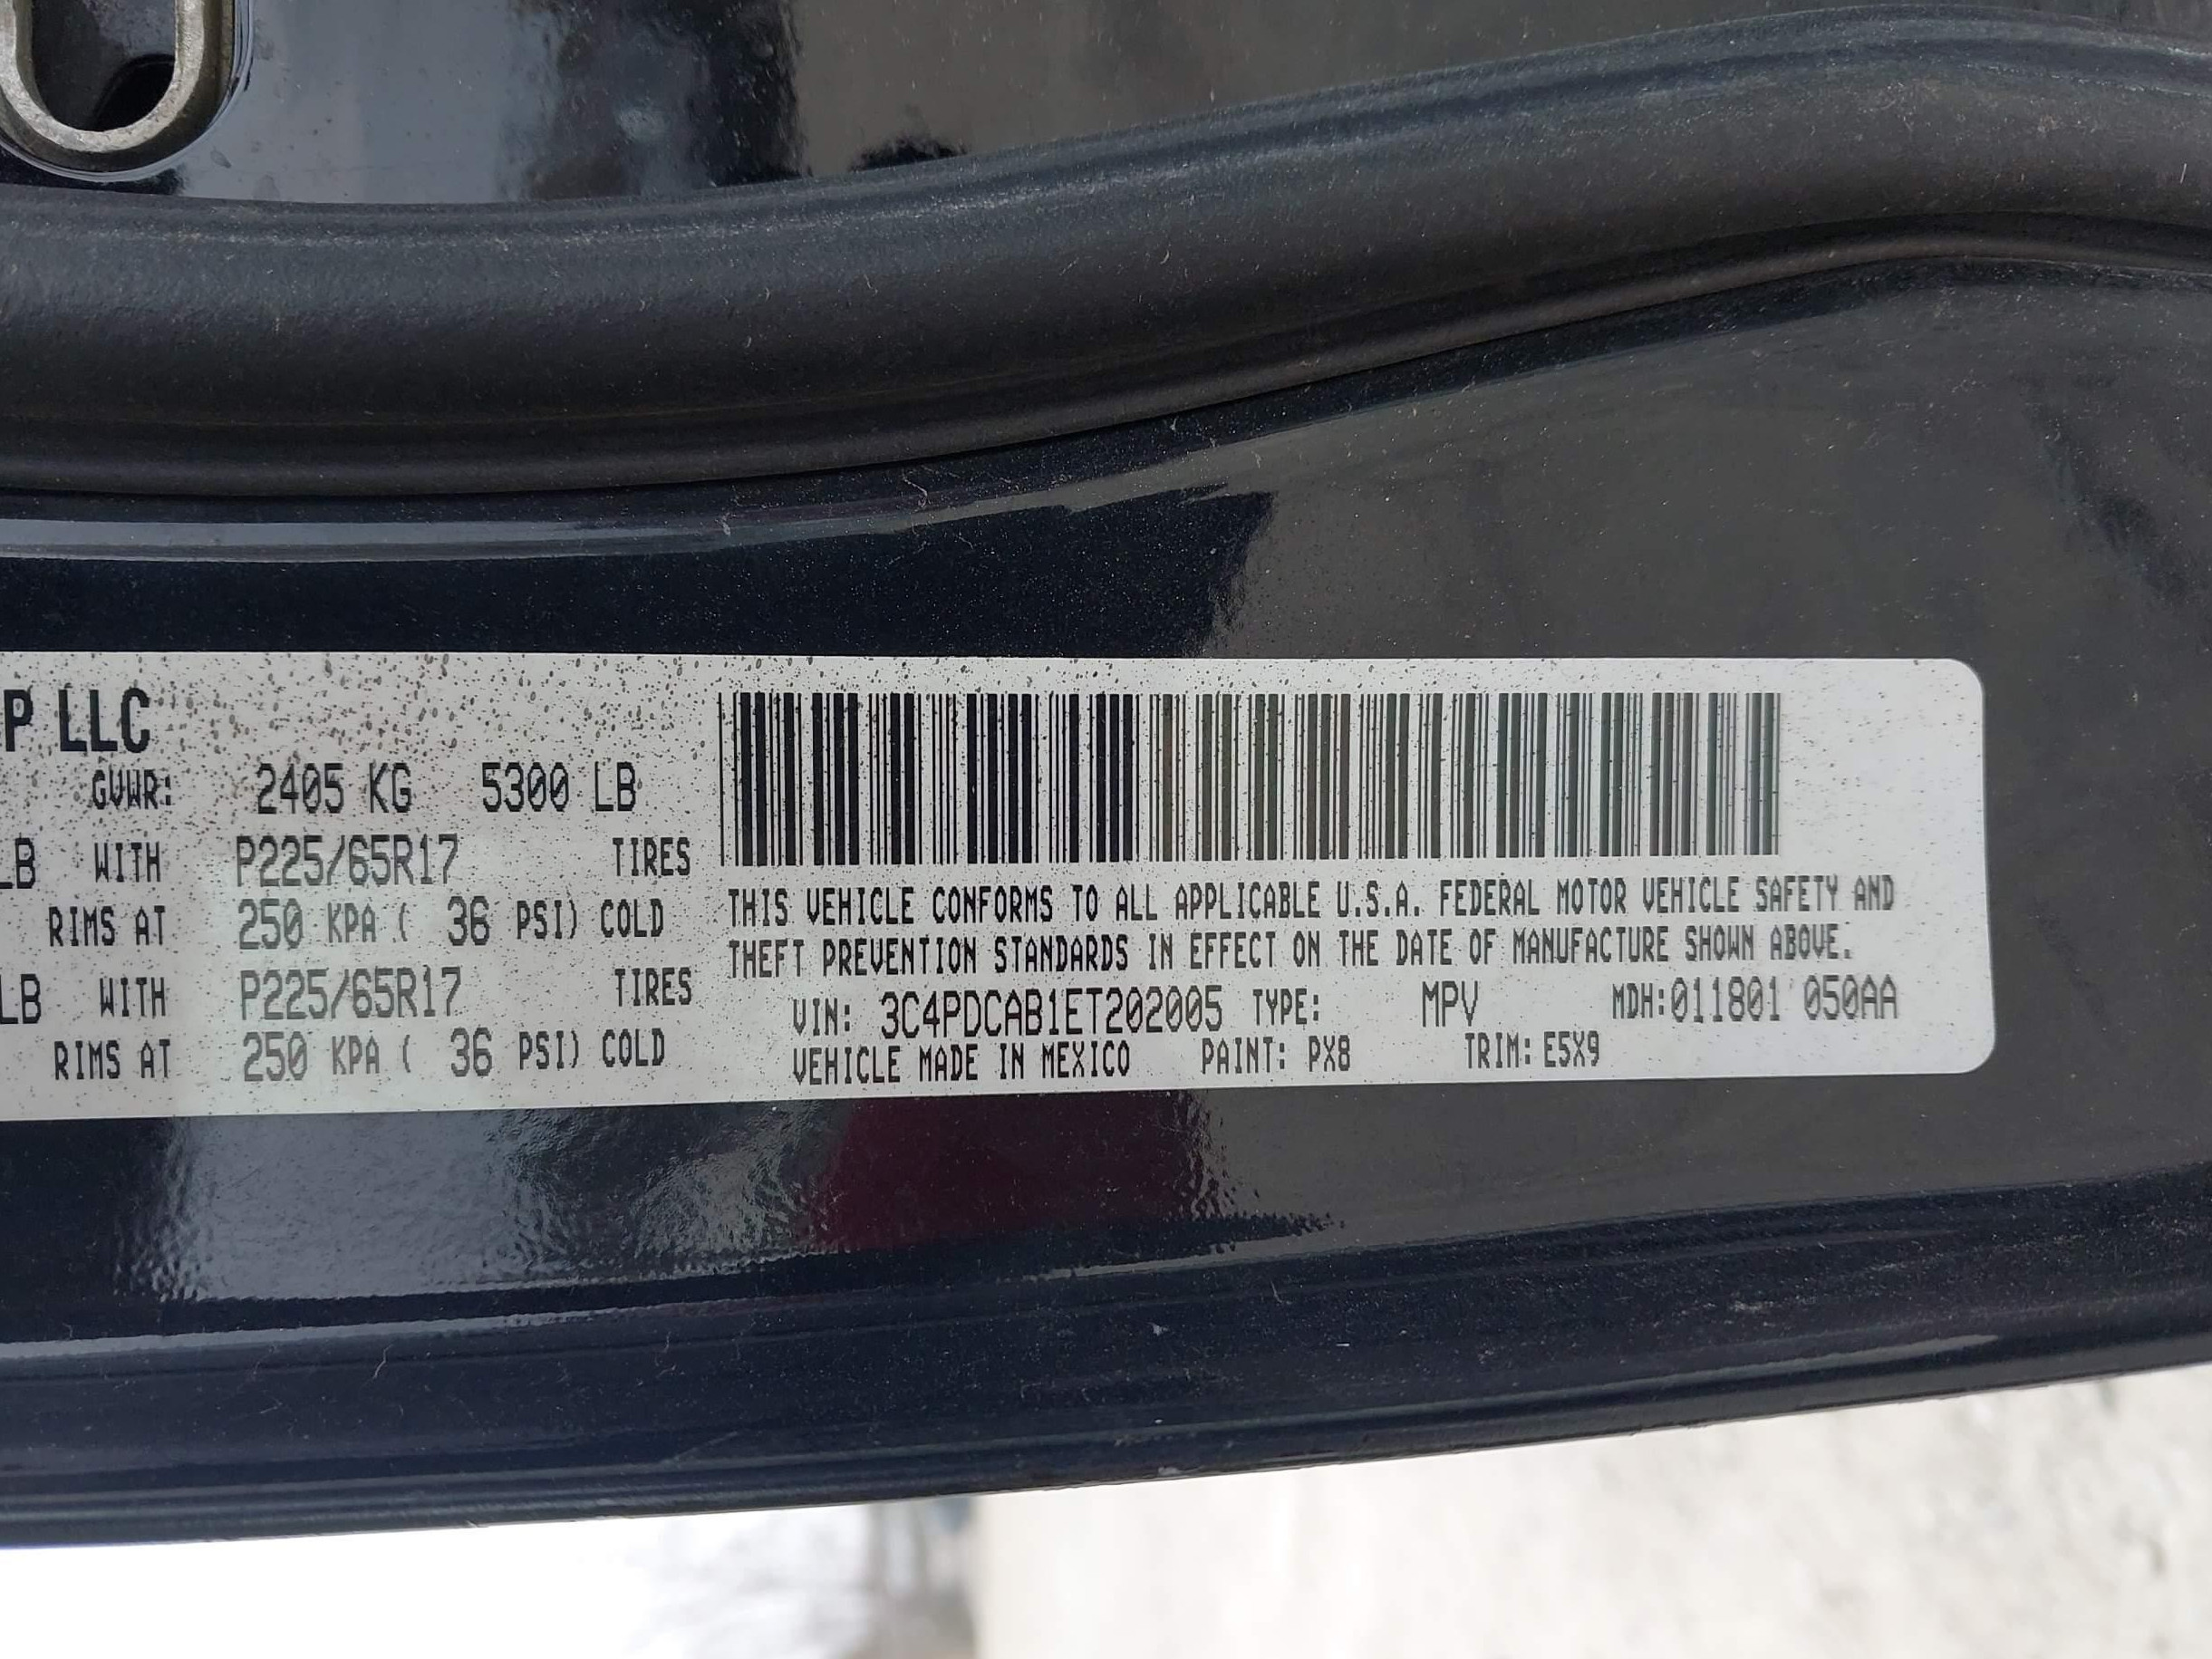 P LLC
GVWR: 2405 KG 5300 LB
LB WITH P225/65R17 TIRES
RIMS AT 250 KPA ( 36 PSI) COLD
LB WITH P225/65R17 TIRES
RIMS AT 250 KPA ( 36 PSI) COLD
THIS VEHICLE CONFORMS TO ALL APPLICABLE U.S.A. FEDERAL MOTOR VEHICLE SAFETY AND
THEFT PREVENTION STANDARDS IN EFFECT ON THE DATE OF MANUFACTURE SHOWN ABOVE.
VIN: 3C4PDCAB1ET202005 TYPE: MPV MDH:011801 050AA
VEHICLE MADE IN MEXICO PAINT: PX8 TRIM: E5X9